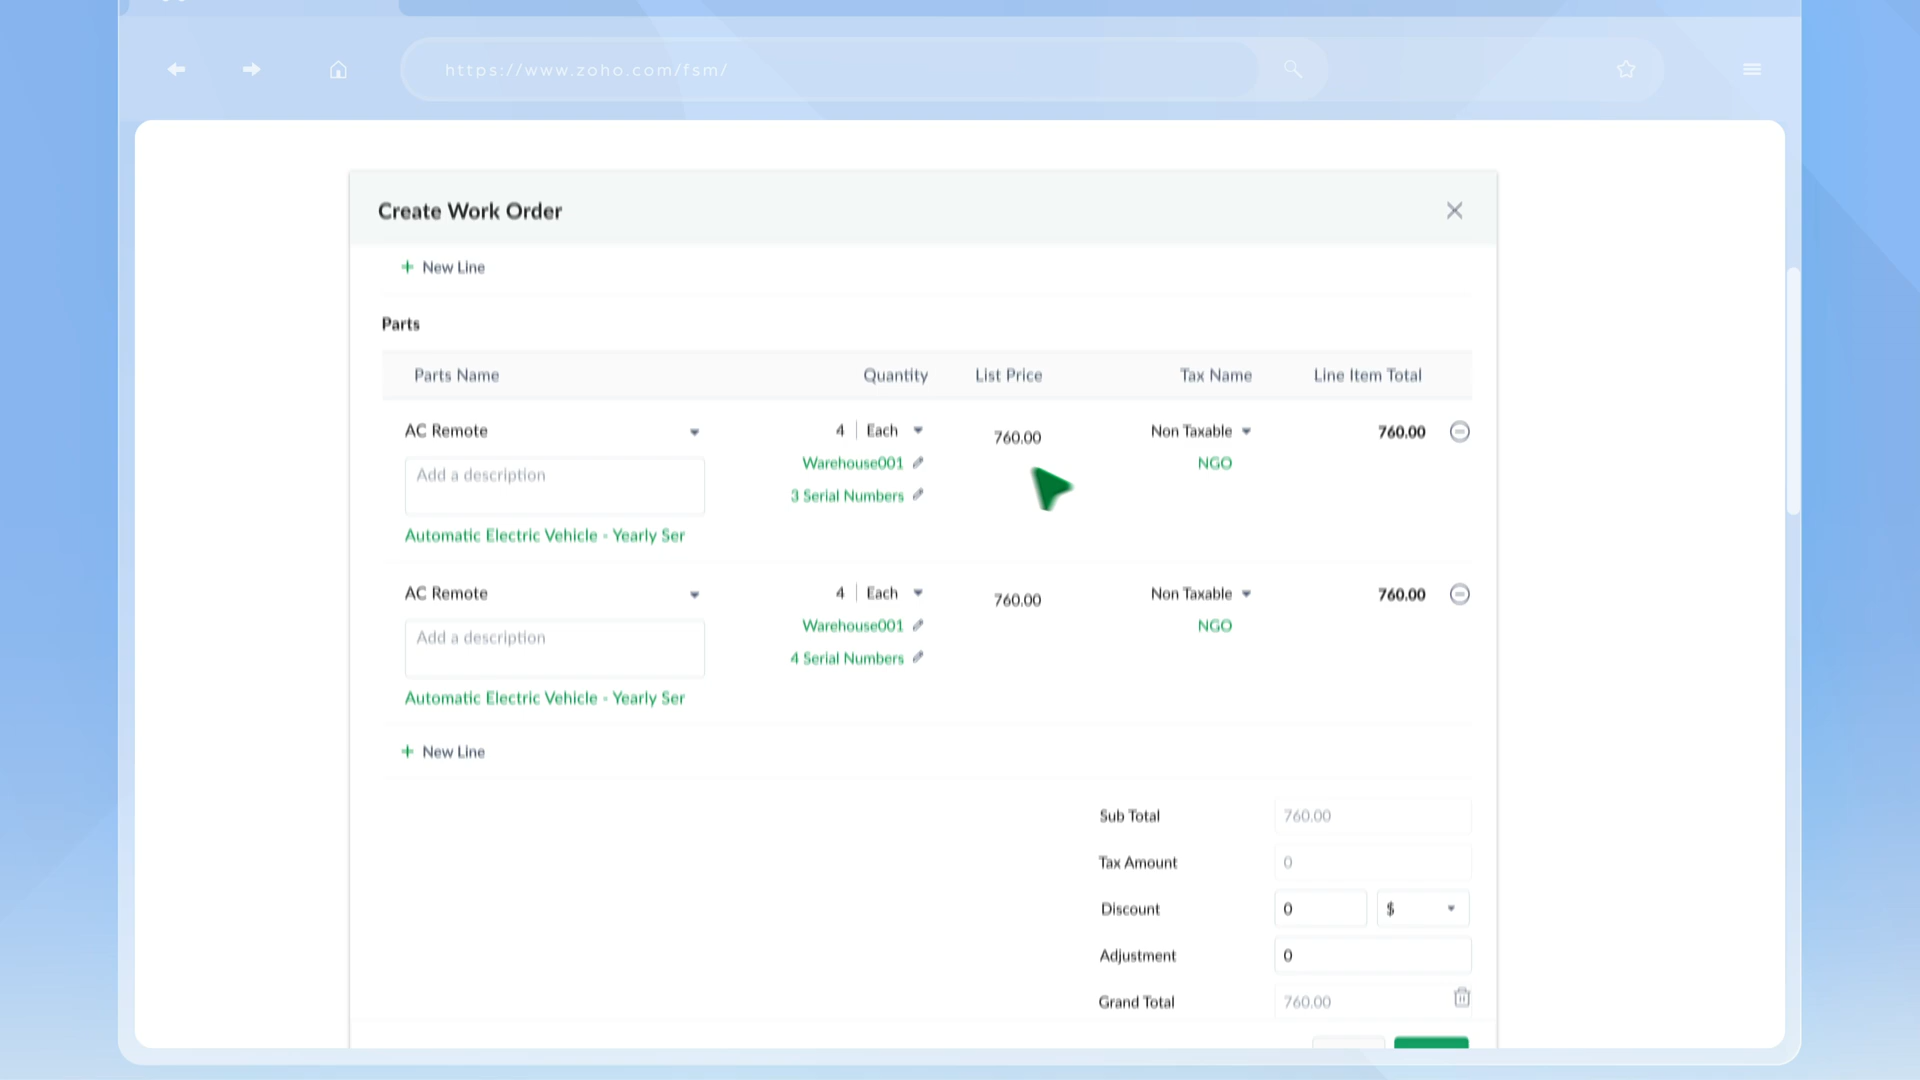 https://www.zoho.com/fsm/
Create Work Order
+ New Line
Parts
Parts Name Quantity List Price Tax Name Line Item Total
AC Remote 4 Each 760.00 Non Taxable 760.00
Warehouse001 NGO
Add a description
3 Serial Numbers
Automatic Electric Vehicle - Yearly Ser
AC Remote 4 Each 760.00 Non Taxable 760.00
Warehouse001 NGO
Add a description
4 Serial Numbers
Automatic Electric Vehicle - Yearly Ser
+ New Line
Sub Total 760.00
Tax Amount 0
Discount 0 $
Adjustment 0
Grand Total 760.00